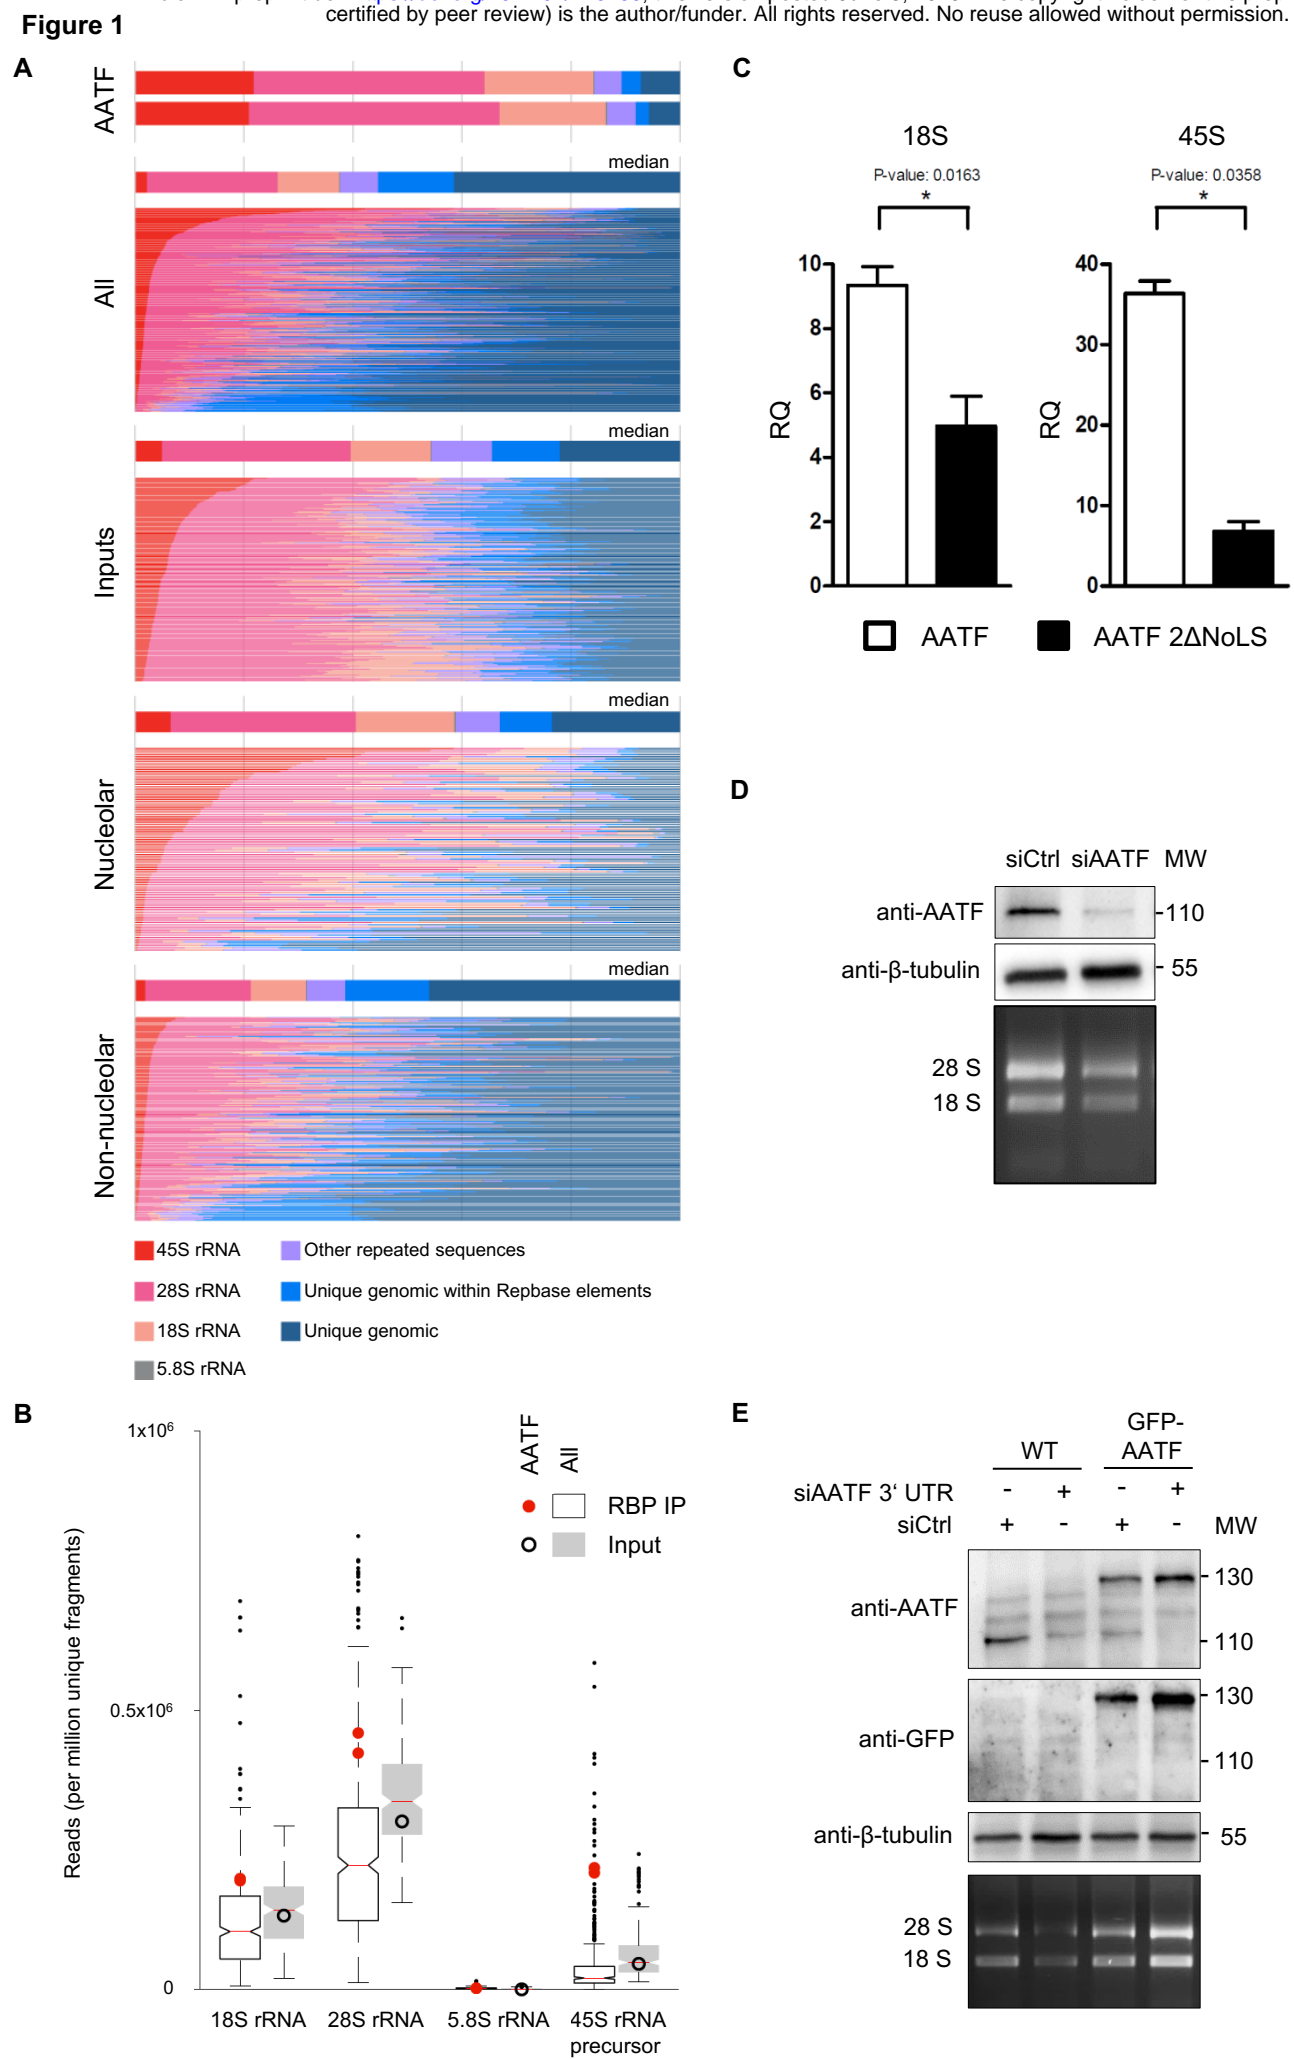 certified by peer review) is the author/funder. All rights reserved. No reuse allowed without permission.
Figure 1
A
AATF
median
All
median
Inputs
median
Nucleolar
median
Non-nucleolar
45S rRNA
Other repeated sequences
28S rRNA
Unique genomic within Repbase elements
18S rRNA
Unique genomic
5.8S rRNA
B
AATF
All
RBP IP
Input
Reads (per million unique fragments)
1x10⁶
0.5x10⁶
0
18S rRNA
28S rRNA
5.8S rRNA
45S rRNA
precursor
C
18S
P-value: 0.0163
*
RQ
10
8
6
4
2
0
45S
P-value: 0.0358
*
RQ
40
30
20
10
0
AATF
AATF 2ΔNoLS
D
siCtrl siAATF MW
anti-AATF
-110
anti-β-tubulin
- 55
28 S
18 S
E
WT
GFP-
AATF
siAATF 3‘ UTR - + - +
siCtrl + - + - MW
anti-AATF
- 130
- 110
anti-GFP
- 130
- 110
anti-β-tubulin
- 55
28 S
18 S